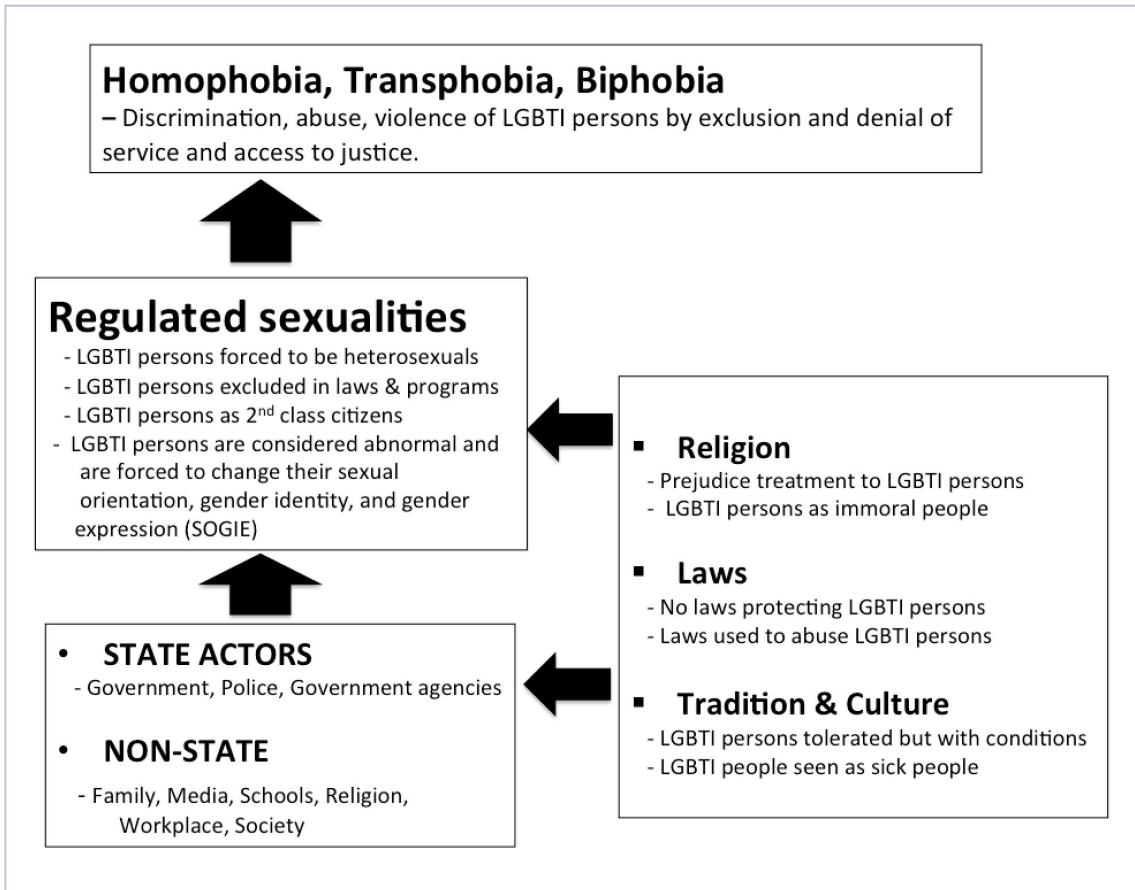 Homophobia, Transphobia, Biphobia
– Discrimination, abuse, violence of LGBTI persons by exclusion and denial of
service and access to justice.
Regulated sexualities
- LGBTI persons forced to be heterosexuals
- LGBTI persons excluded in laws & programs
- LGBTI persons as 2nd class citizens
- LGBTI persons are considered abnormal and
are forced to change their sexual
orientation, gender identity, and gender
expression (SOGIE)
• STATE ACTORS
- Government, Police, Government agencies
• NON-STATE
- Family, Media, Schools, Religion,
Workplace, Society
▪ Religion
- Prejudice treatment to LGBTI persons
- LGBTI persons as immoral people
▪ Laws
- No laws protecting LGBTI persons
- Laws used to abuse LGBTI persons
▪ Tradition & Culture
- LGBTI persons tolerated but with conditions
- LGBTI people seen as sick people